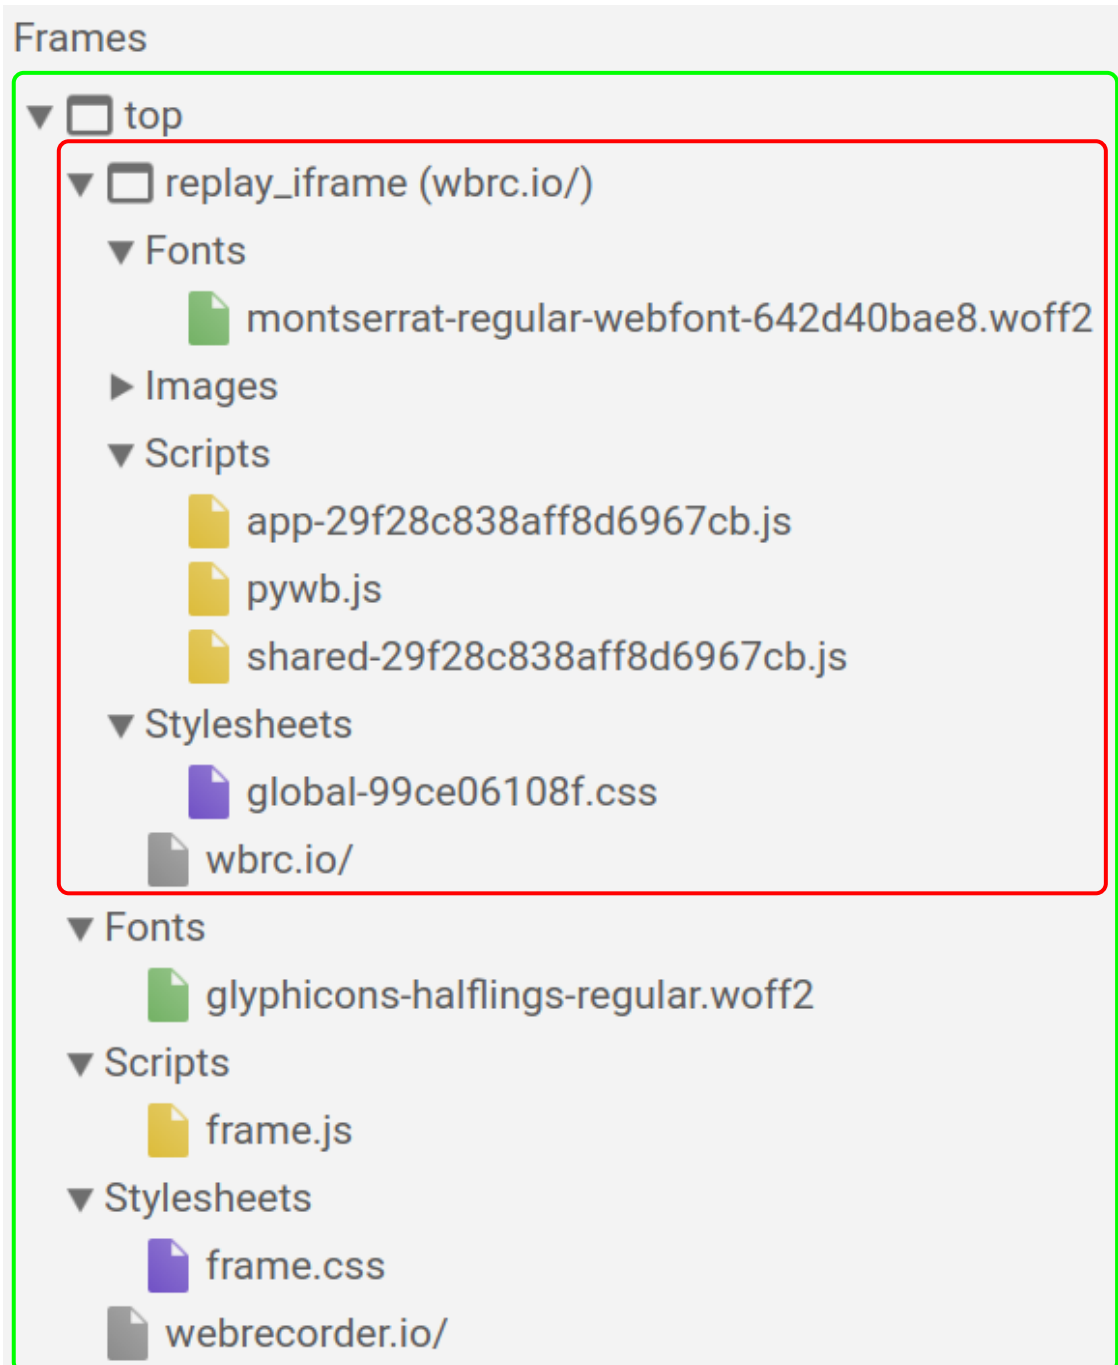 Frames
top
replay_iframe (wbrc.io/)
Fonts
montserrat-regular-webfont-642d40bae8.woff2
Images
Scripts
app-29f28c838aff8d6967cb.js
pywb.js
shared-29f28c838aff8d6967cb.js
Stylesheets
global-99ce06108f.css
wbrc.io/
Fonts
glyphicons-halflings-regular.woff2
Scripts
frame.js
Stylesheets
frame.css
webrecorder.io/